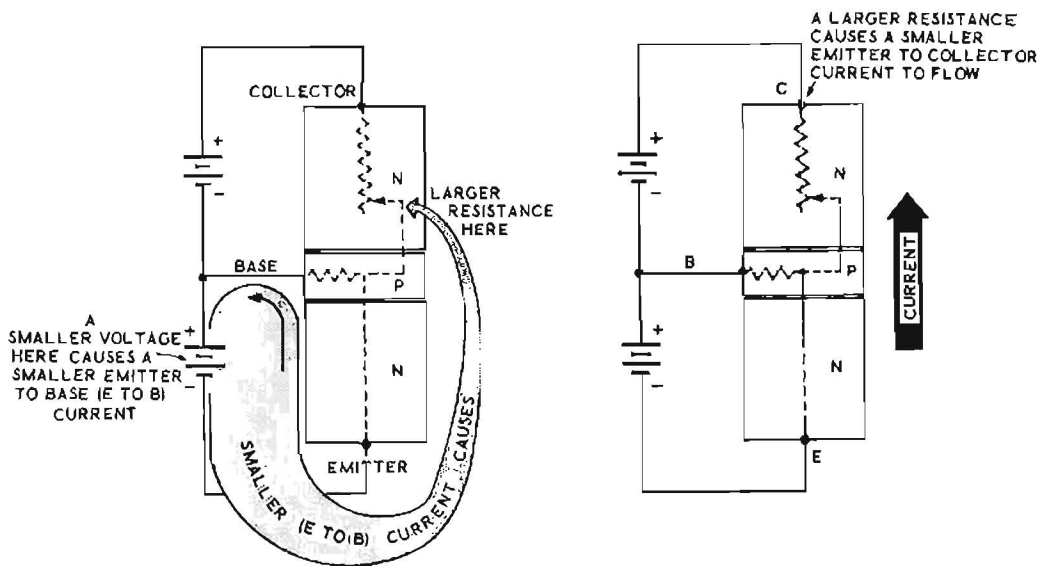 COLLECTOR
+
-
N
LARGER
RESISTANCE
HERE
BASE
P
A
SMALLER VOLTAGE
HERE CAUSES A
SMALLER EMITTER
TO BASE (E TO B)
CURRENT
+
-
N
EMITTER
SMALLER (E TO B) CURRENT CAUSES
A LARGER RESISTANCE
CAUSES A SMALLER
EMITTER TO COLLECTOR
CURRENT TO FLOW
C
+
-
N
B
P
CURRENT
+
-
N
E